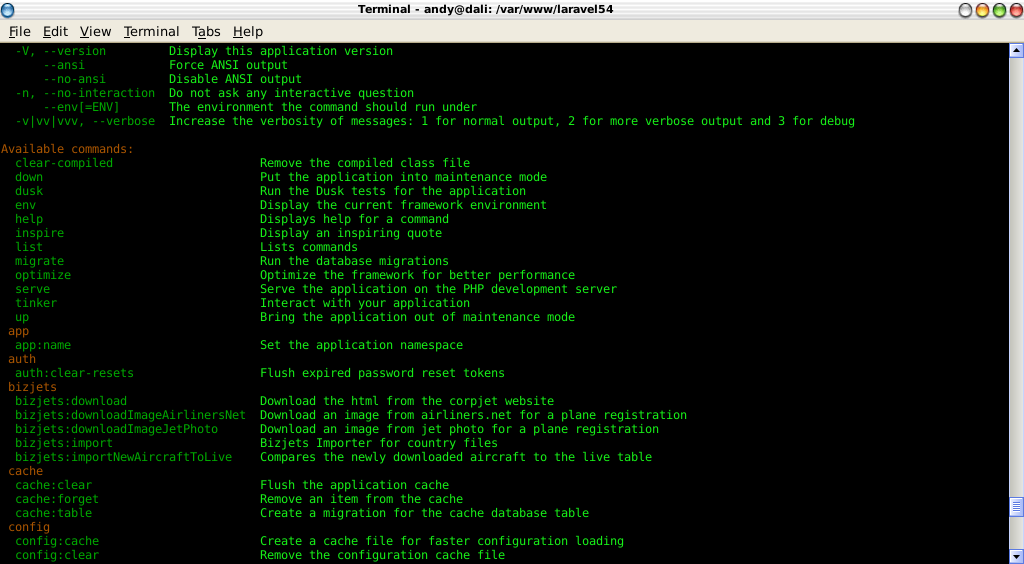 Terminal - andy@dali: /var/www/laravel54
File Edit View Terminal Tabs Help
-V, --version Display this application version
--ansi Force ANSI output
--no-ansi Disable ANSI output
-n, --no-interaction Do not ask any interactive question
--env[=ENV] The environment the command should run under
-v|vv|vvv, --verbose Increase the verbosity of messages: 1 for normal output, 2 for more verbose output and 3 for debug
Available commands:
clear-compiled Remove the compiled class file
down Put the application into maintenance mode
dusk Run the Dusk tests for the application
env Display the current framework environment
help Displays help for a command
inspire Display an inspiring quote
list Lists commands
migrate Run the database migrations
optimize Optimize the framework for better performance
serve Serve the application on the PHP development server
tinker Interact with your application
up Bring the application out of maintenance mode
app
app:name Set the application namespace
auth
auth:clear-resets Flush expired password reset tokens
bizjets
bizjets:download Download the html from the corpjet website
bizjets:downloadImageAirlinersNet Download an image from airliners.net for a plane registration
bizjets:downloadImageJetPhoto Download an image from jet photo for a plane registration
bizjets:import Bizjets Importer for country files
bizjets:importNewAircraftToLive Compares the newly downloaded aircraft to the live table
cache
cache:clear Flush the application cache
cache:forget Remove an item from the cache
cache:table Create a migration for the cache database table
config
config:cache Create a cache file for faster configuration loading
config:clear Remove the configuration cache file